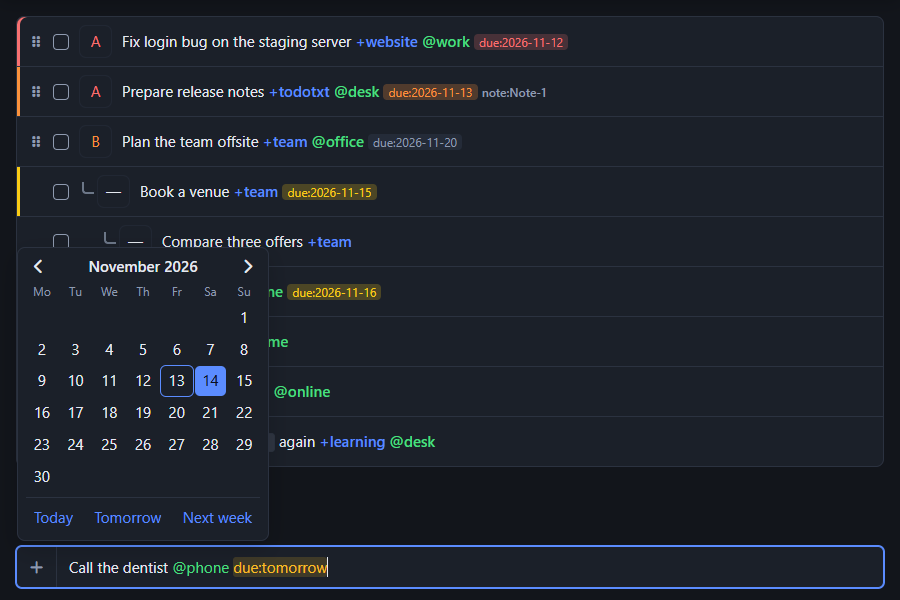 A Fix login bug on the staging server +website @work due:2026-11-12
A Prepare release notes +todotxt @desk due:2026-11-13 note:Note-1
B Plan the team offsite +team @office due:2026-11-20
— Book a venue +team due:2026-11-15
— Compare three offers +team
November 2026
Mo Tu We Th Fr Sa Su
1
2 3 4 5 6 7 8
9 10 11 12 13 14 15
16 17 18 19 20 21 22
23 24 25 26 27 28 29
30
Today Tomorrow Next week
due:2026-11-16
@online
again +learning @desk
+ Call the dentist @phone due:tomorrow